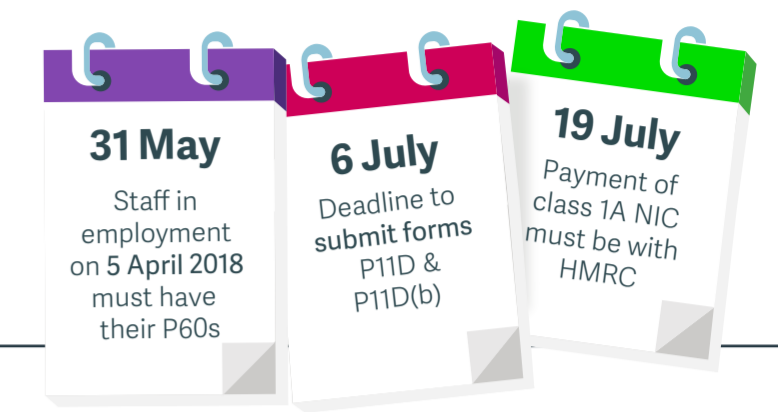 31 May
Staff in
employment
on 5 April 2018
must have
their P60s
6 July
Deadline to
submit forms
P11D &
P11D(b)
19 July
Payment of
class 1A NIC
must be with
HMRC